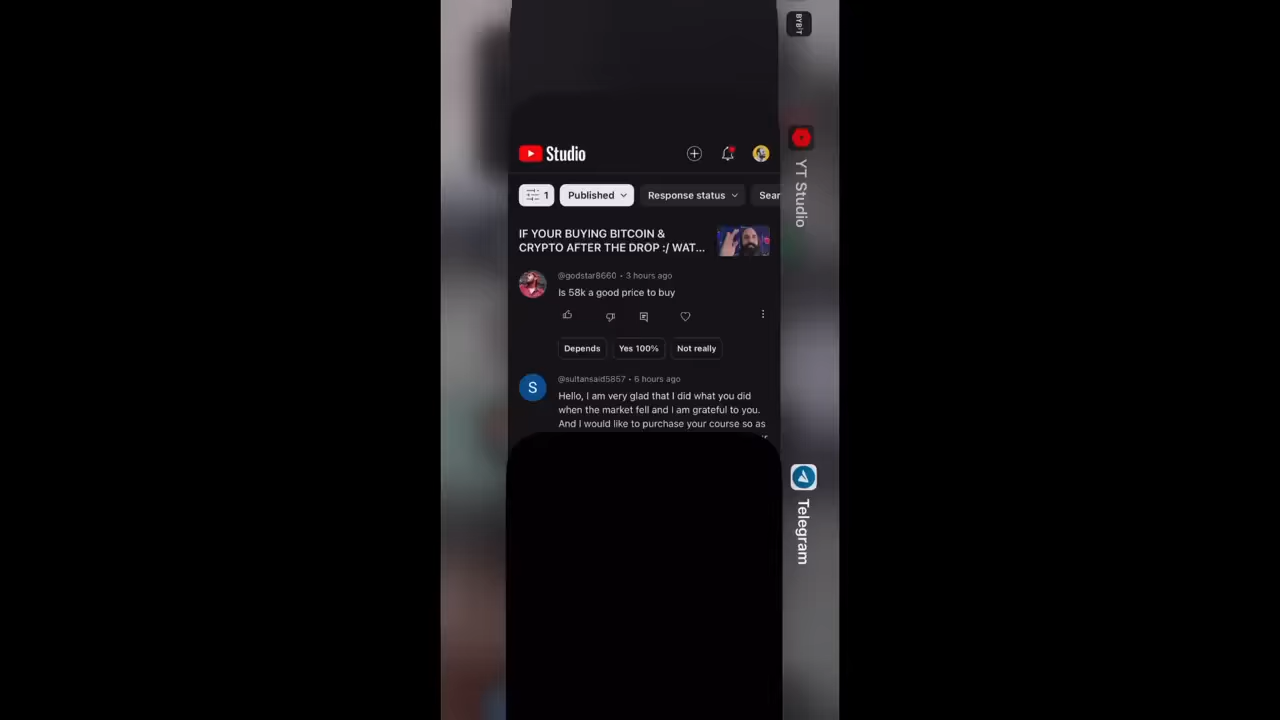 BYBIT
Studio
1
Published
Response status
Sear
IF YOUR BUYING BITCOIN &
CRYPTO AFTER THE DROP :/ WAT...
@godstar8660 • 3 hours ago
Is 58k a good price to buy
Depends
Yes 100%
Not really
S
@sultansaid5857 • 6 hours ago
Hello, I am very glad that I did what you did
when the market fell and I am grateful to you.
And I would like to purchase your course so as
YT Studio
Telegram